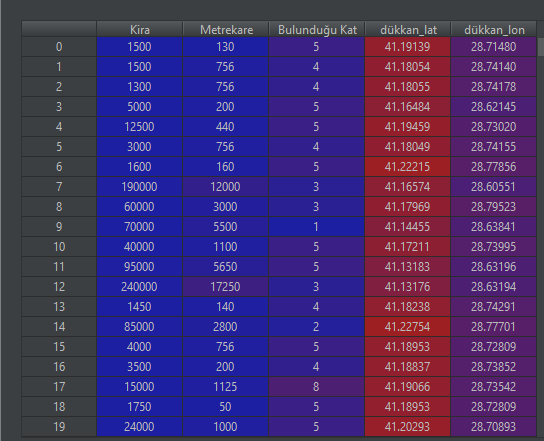 Kira Metrekare Bulunduğu Kat dükkan_lat dükkan_lon
0 1500 130 5 41.19139 28.71480
1 1500 756 4 41.18054 28.74140
2 1300 756 4 41.18055 28.74178
3 5000 200 5 41.16484 28.62145
4 12500 440 5 41.19459 28.73020
5 3000 756 4 41.18049 28.74155
6 1600 160 5 41.22215 28.77856
7 190000 12000 3 41.16574 28.60551
8 60000 3000 3 41.17969 28.79523
9 70000 5500 1 41.14455 28.63841
10 40000 1100 5 41.17211 28.73995
11 95000 5650 5 41.13183 28.63196
12 240000 17250 3 41.13176 28.63194
13 1450 140 4 41.18238 28.74291
14 85000 2800 2 41.22754 28.77701
15 4000 756 5 41.18953 28.72809
16 3500 200 4 41.18837 28.73852
17 15000 1125 8 41.19066 28.73542
18 1750 50 5 41.18953 28.72809
19 24000 1000 5 41.20293 28.70893